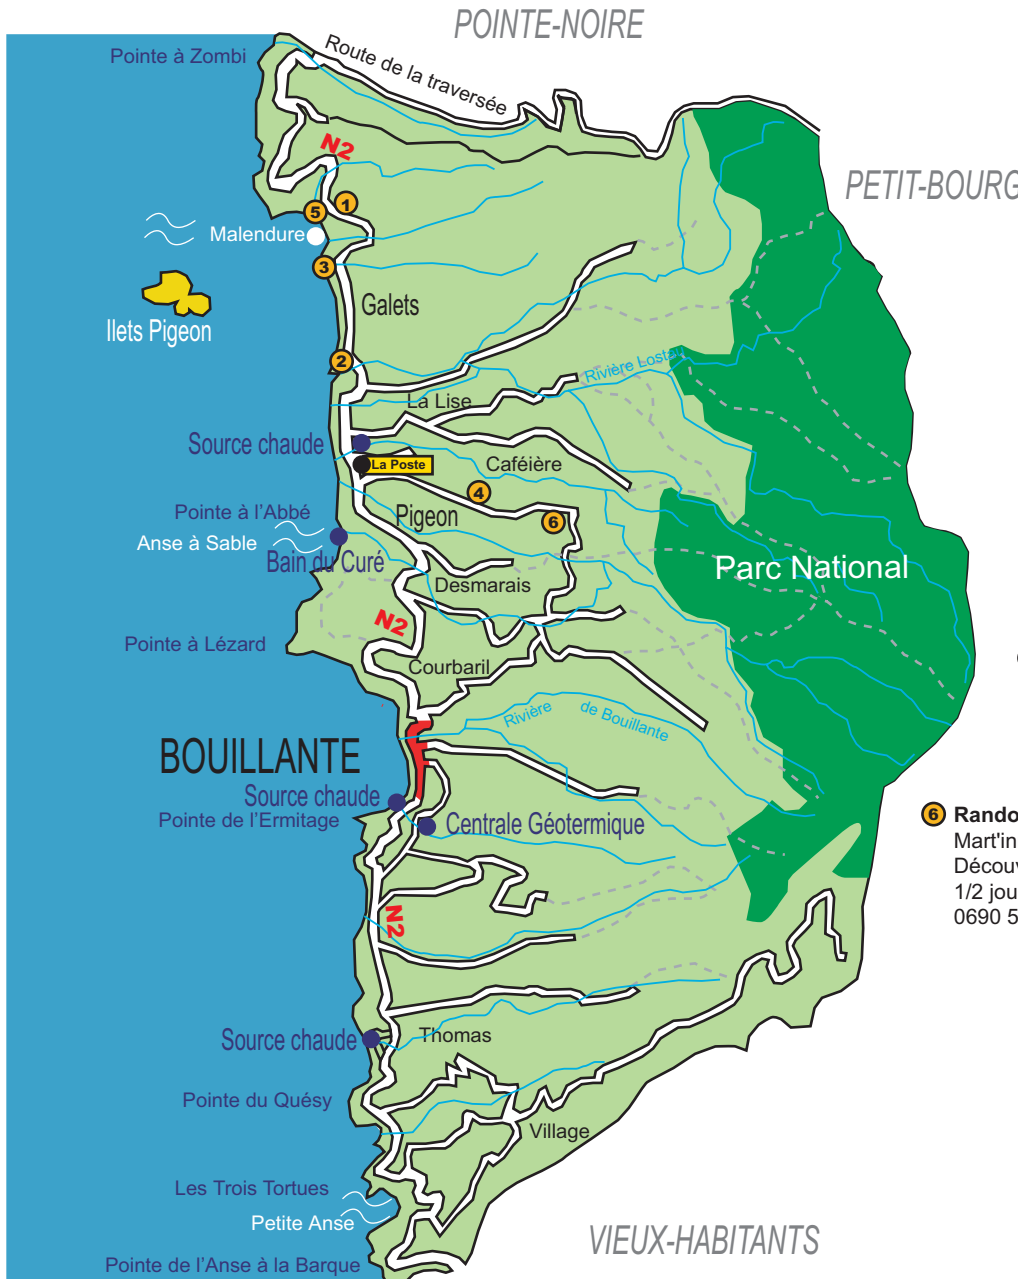 POINTE-NOIRE
Pointe à Zombi
Route de la traversée
N2
PETIT-BOURG
1
5
Malendure
3
Ilets Pigeon
Galets
2
Rivière Lostau
La Lise
Source chaude
La Poste
Caféière
4
Pointe à l'Abbé
Pigeon
6
Anse à Sable
Bain du Curé
Parc National
Desmarais
N2
Pointe à Lézard
Courbaril
Rivière de Bouillante
BOUILLANTE
Source chaude
Pointe de l'Ermitage
Centrale Géotermique
6 Rando
Mart'in
Découv
1/2 jou
0690 5
N2
Source chaude
Thomas
Pointe du Quésy
Village
Les Trois Tortues
Petite Anse
VIEUX-HABITANTS
Pointe de l'Anse à la Barque